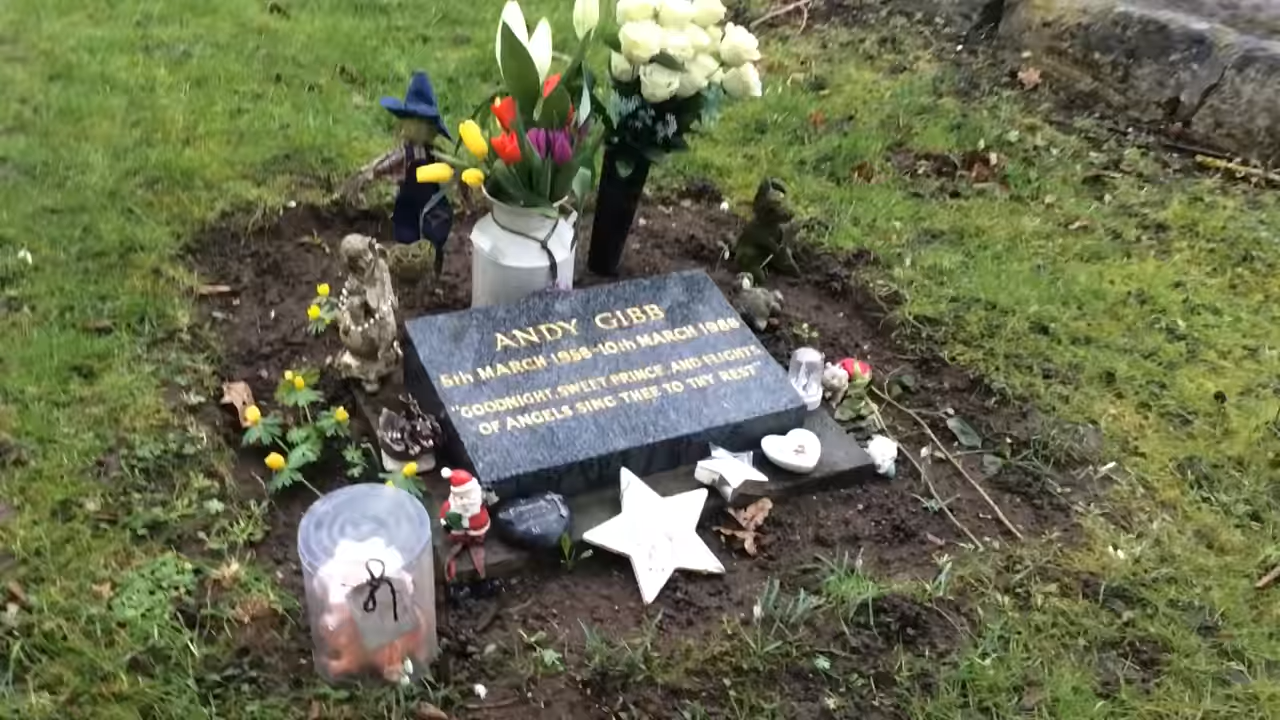 ANDY GIBB
5th MARCH 1958-10th MARCH 1988
"GOODNIGHT SWEET PRINCE AND FLIGHTS
OF ANGELS SING THEE TO THY REST"